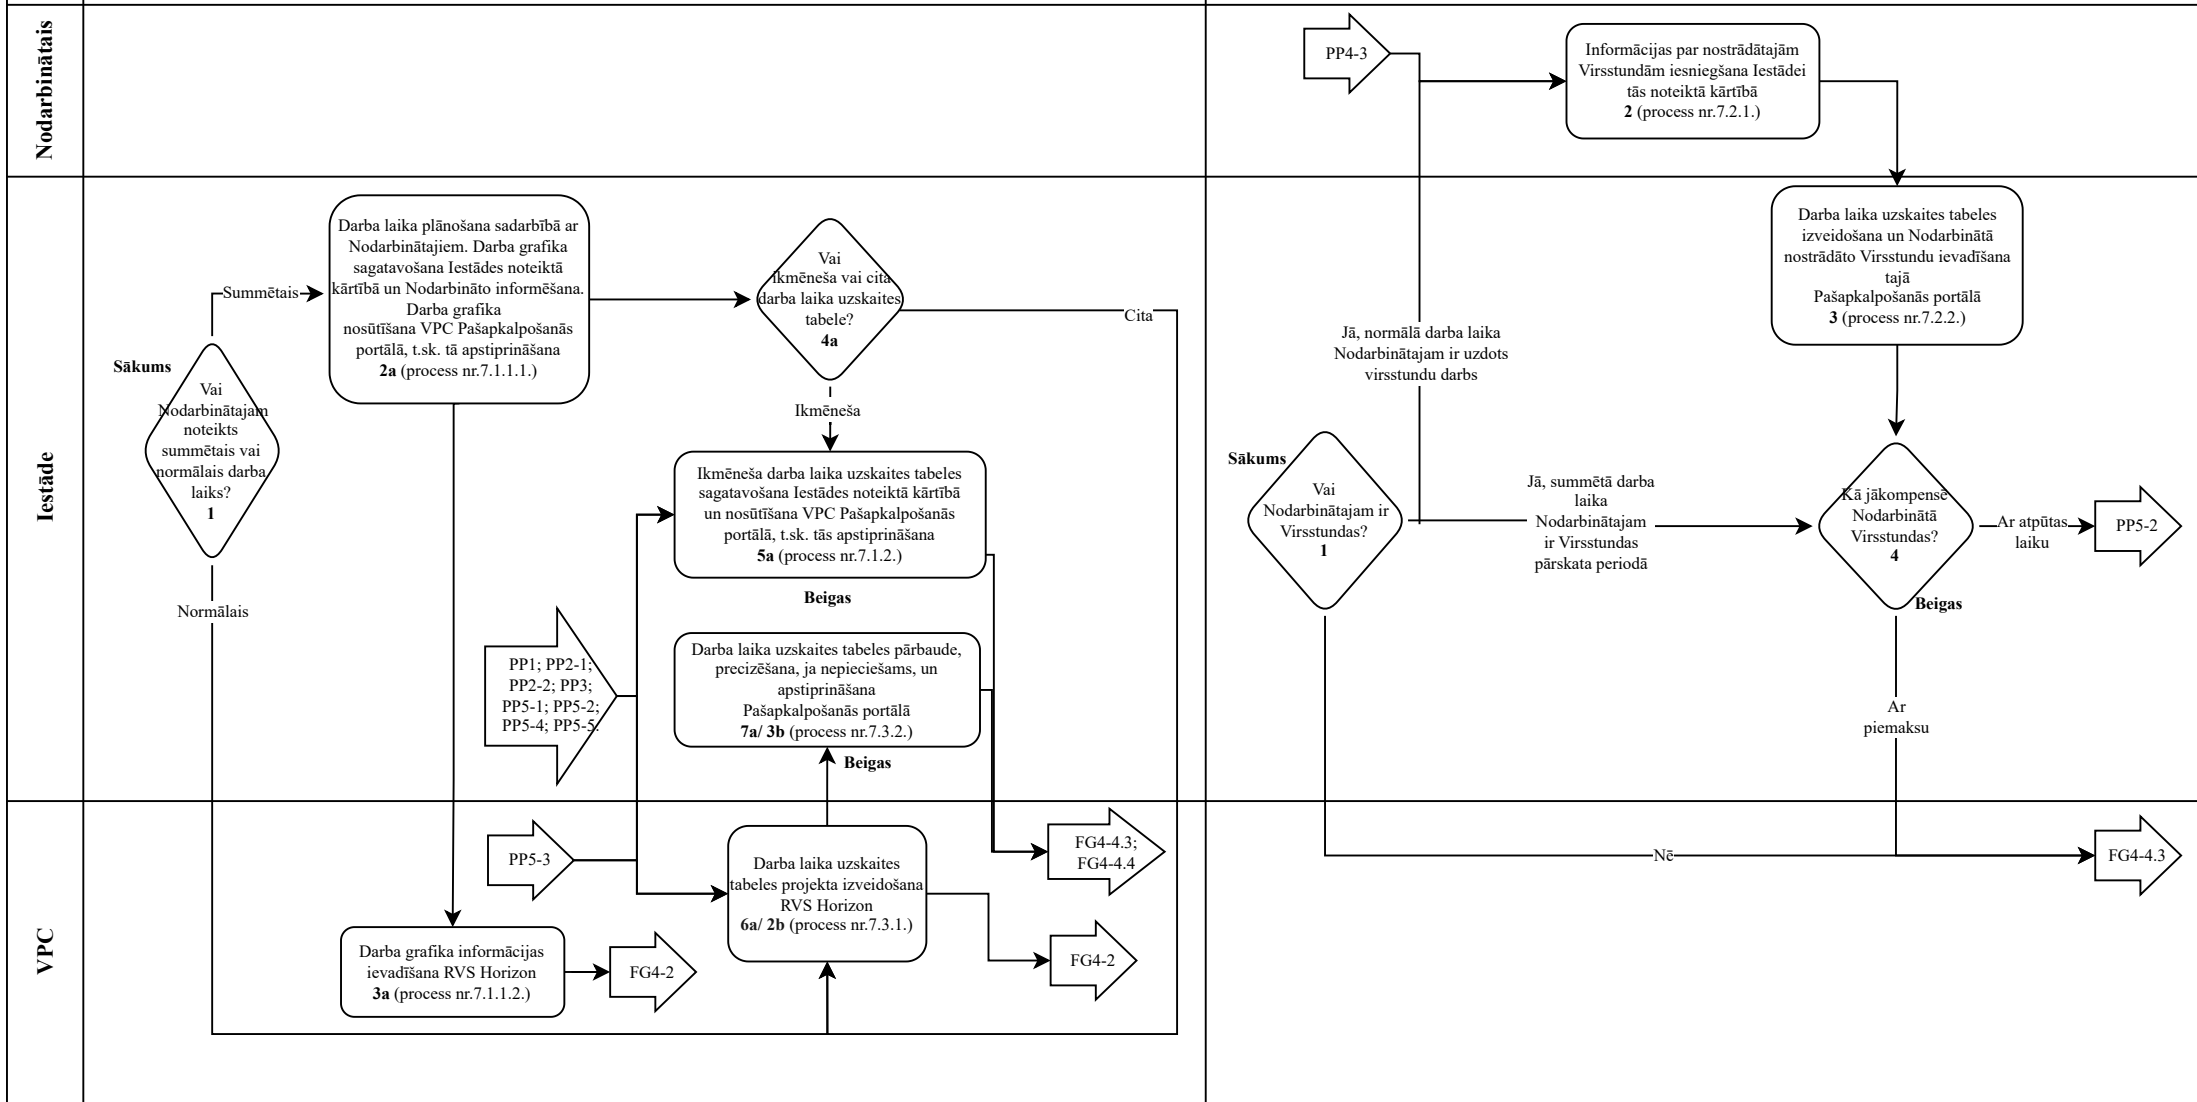 Nodarbinātais
PP4-3
Informācijas par nostrādātajām
Virsstundām iesniegšana Iestādei
tās noteiktā kārtībā
2 (process nr.7.2.1.)
Iestāde
Sākums
Vai
Nodarbinātajam
noteikts
summētais vai
normālais darba
laiks?
1
Summētais
Normālais
Darba laika plānošana sadarbībā ar
Nodarbinātajiem. Darba grafika
sagatavošana Iestādes noteiktā
kārtībā un Nodarbināto informēšana.
Darba grafika
nosūtīšana VPC Pašapkalpošanās
portālā, t.sk. tā apstiprināšana
2a (process nr.7.1.1.1.)
Vai
ikmēneša vai cita
darba laika uzskaites
tabele?
4a
Cita
Ikmēneša
Ikmēneša darba laika uzskaites tabeles
sagatavošana Iestādes noteiktā kārtībā
un nosūtīšana VPC Pašapkalpošanās
portālā, t.sk. tās apstiprināšana
5a (process nr.7.1.2.)
Beigas
PP1; PP2-1;
PP2-2; PP3;
PP5-1; PP5-2;
PP5-4; PP5-5.
Darba laika uzskaites tabeles pārbaude,
precizēšana, ja nepieciešams, un
apstiprināšana
Pašapkalpošanās portālā
7a/ 3b (process nr.7.3.2.)
Beigas
Darba laika uzskaites tabeles
izveidošana un Nodarbinātā
nostrādāto Virsstundu ievadīšana
tajā
Pašapkalpošanās portālā
3 (process nr.7.2.2.)
Jā, normālā darba laika
Nodarbinātajam ir uzdots
virsstundu darbs
Sākums
Vai
Nodarbinātajam ir
Virsstundas?
1
Jā, summētā darba
laika
Nodarbinātajam
ir Virsstundas
pārskata periodā
Kā jākompensē
Nodarbinātā
Virsstundas?
4
Beigas
Ar atpūtas
laiku
PP5-2
Ar
piemaksu
VPC
PP5-3
Darba laika uzskaites
tabeles projekta izveidošana
RVS Horizon
6a/ 2b (process nr.7.3.1.)
FG4-4.3;
FG4-4.4
FG4-2
Darba grafika informācijas
ievadīšana RVS Horizon
3a (process nr.7.1.1.2.)
FG4-2
Nē
FG4-4.3